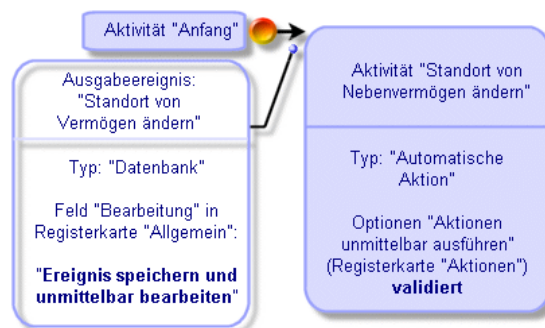 Aktivität "Anfang"
Ausgabeereignis:
"Standort von
Vermögen ändern"
Typ: "Datenbank"
Feld "Bearbeitung" in
Registerkarte "Allgemein":
"Ereignis speichern und
unmittelbar bearbeiten"
Aktivität "Standort von
Nebenvermögen ändern"
Typ: "Automatische
Aktion"
Optionen "Aktionen
unmittelbar ausführen"
(Registerkarte "Aktionen")
validiert